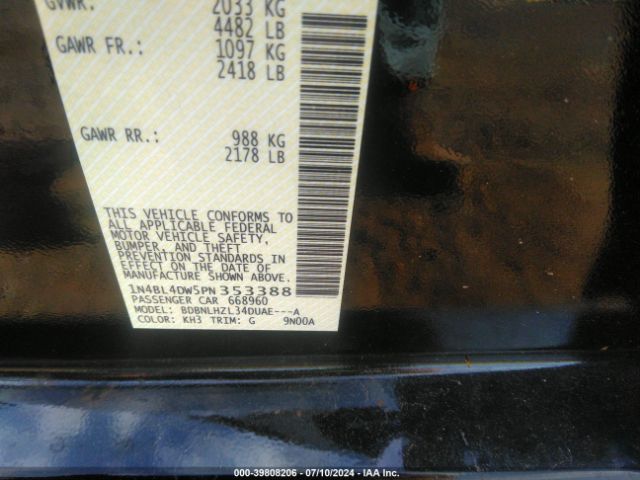 GVWR: 2033 KG
4482 LB
GAWR FR.: 1097 KG
2418 LB
GAWR RR.: 988 KG
2178 LB
THIS VEHICLE CONFORMS TO
ALL APPLICABLE FEDERAL
MOTOR VEHICLE SAFETY,
BUMPER, AND THEFT
PREVENTION STANDARDS IN
EFFECT ON THE DATE OF
MANUFACTURE SHOWN ABOVE.
1N4BL4DW5PN353388
PASSENGER CAR 668960
MODEL: BDBNLHZL34DUAE---A
COLOR: KH3 TRIM: G 9N00A
000-39808206 - 07/10/2024 - IAA Inc.